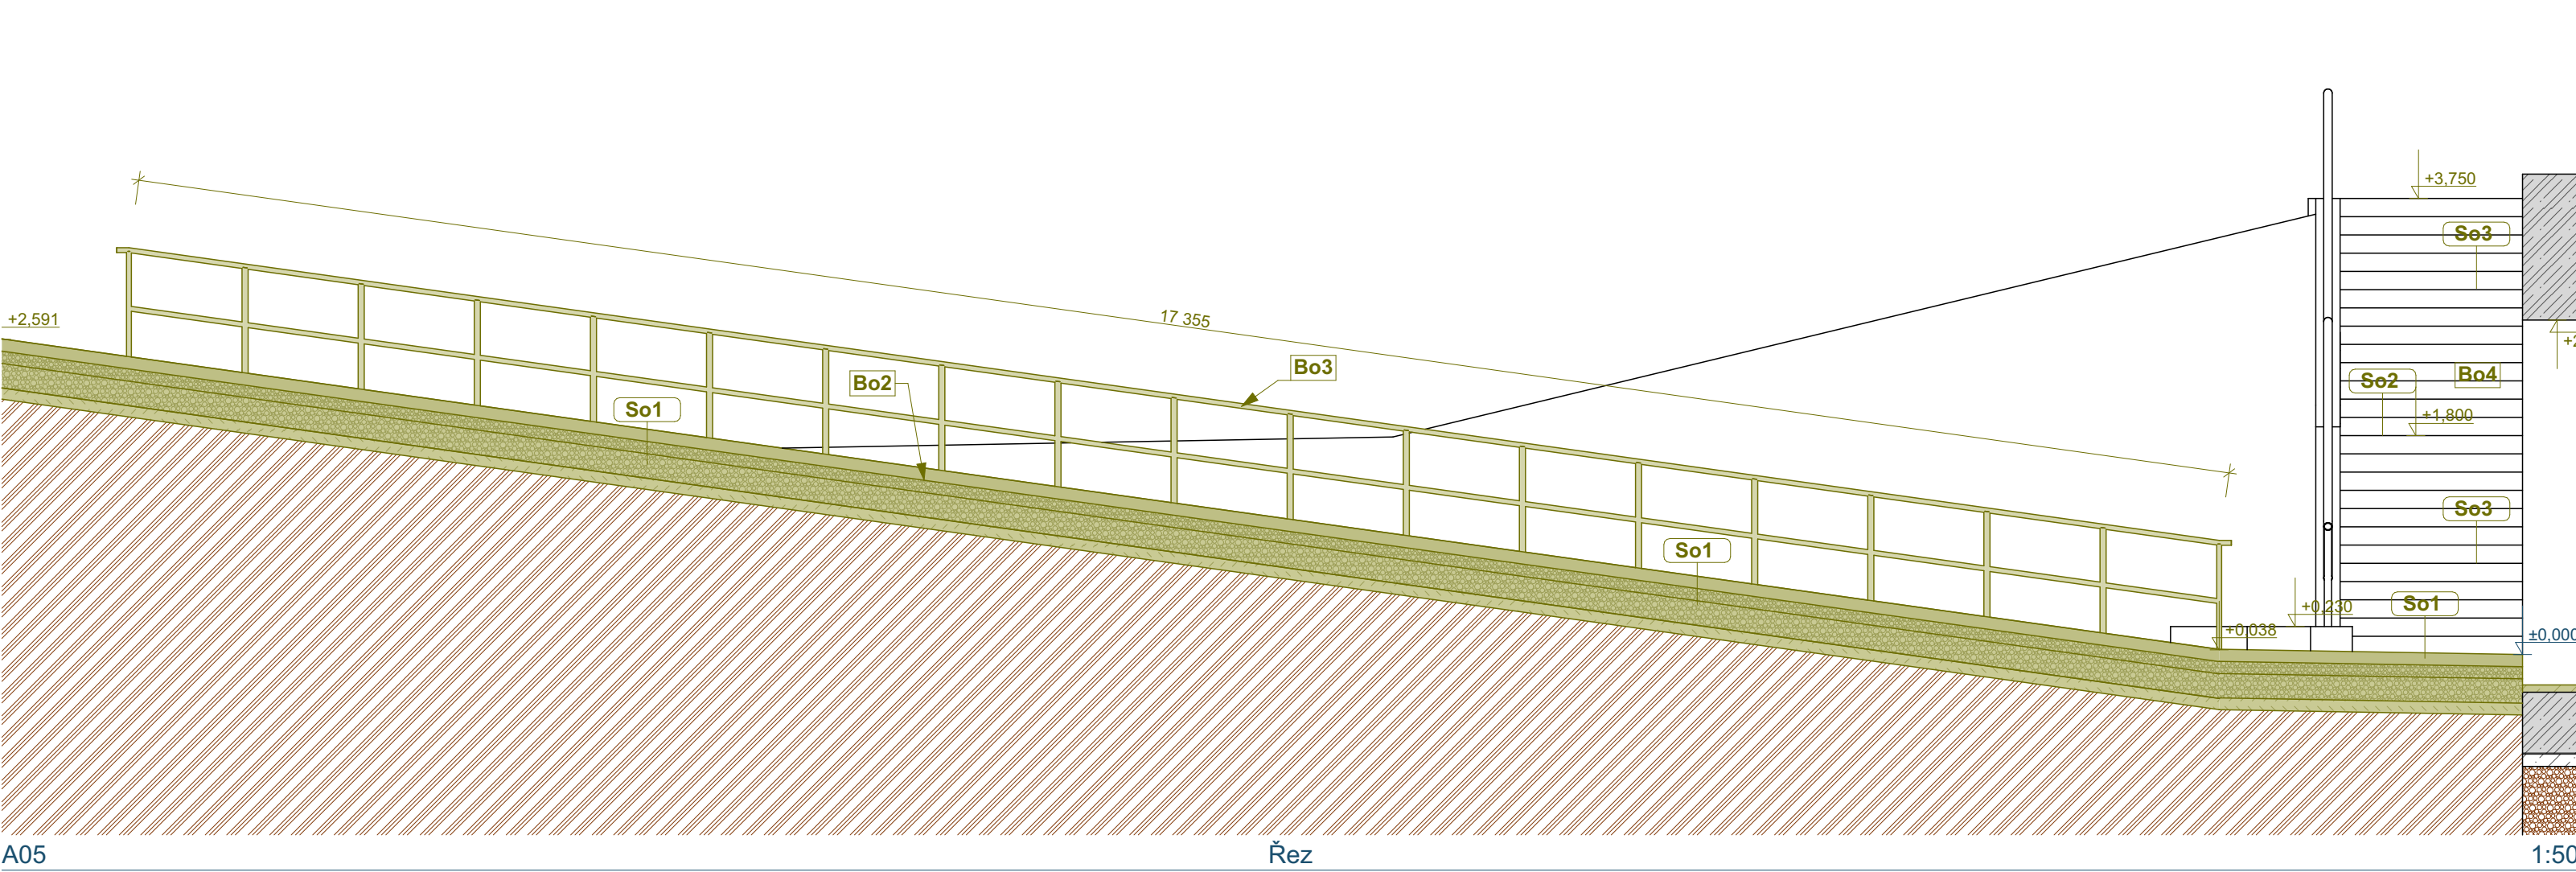 +3,750
So3
+2,591
17 355
Bo3
Bo2
So1
So2
Bo4
+1,800
So3
So1
So1
+0,230
+0,038
±0,000
A05
Řez
1:50